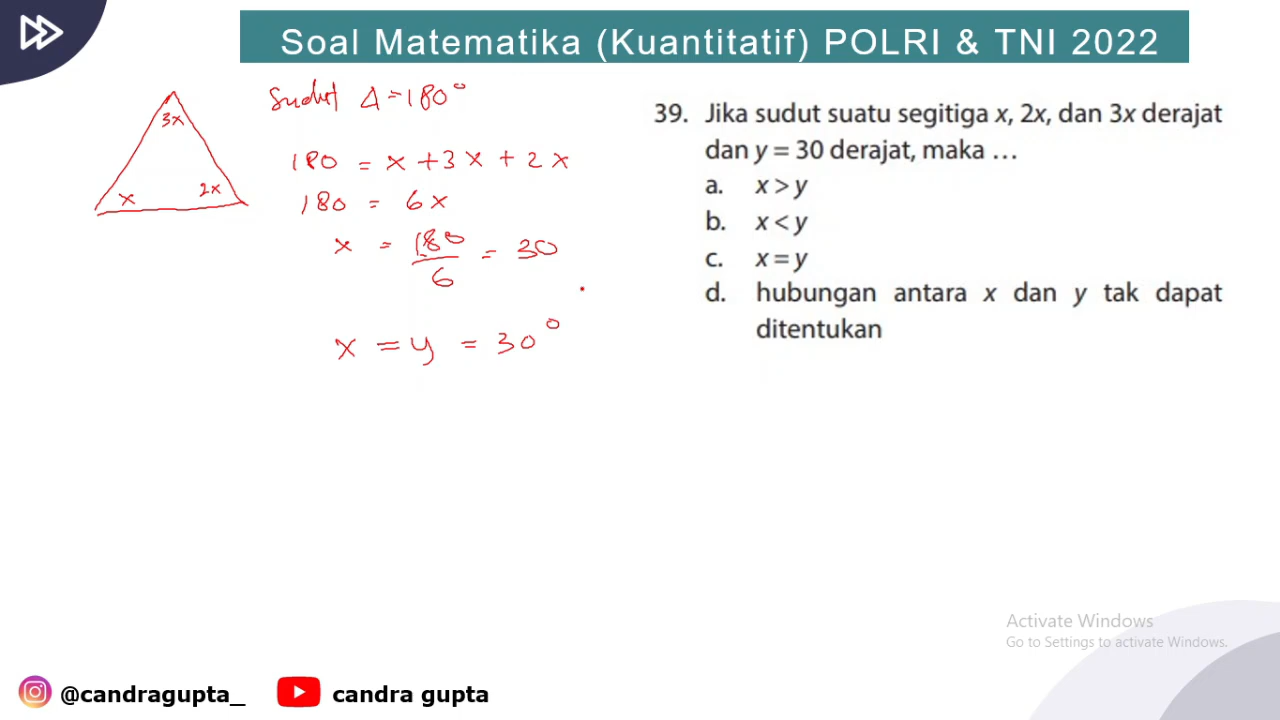 Soal Matematika (Kuantitatif) POLRI & TNI 2022
Sudut Δ = 180°
3x
x
2x
180 = x + 3x + 2x
180 = 6x
x = 180/6 = 30
x = y = 30°
39. Jika sudut suatu segitiga x, 2x, dan 3x derajat
dan y = 30 derajat, maka ...
a. x > y
b. x < y
c. x = y
d. hubungan antara x dan y tak dapat
ditentukan
Activate Windows
Go to Settings to activate Windows.
@candragupta_
candra gupta